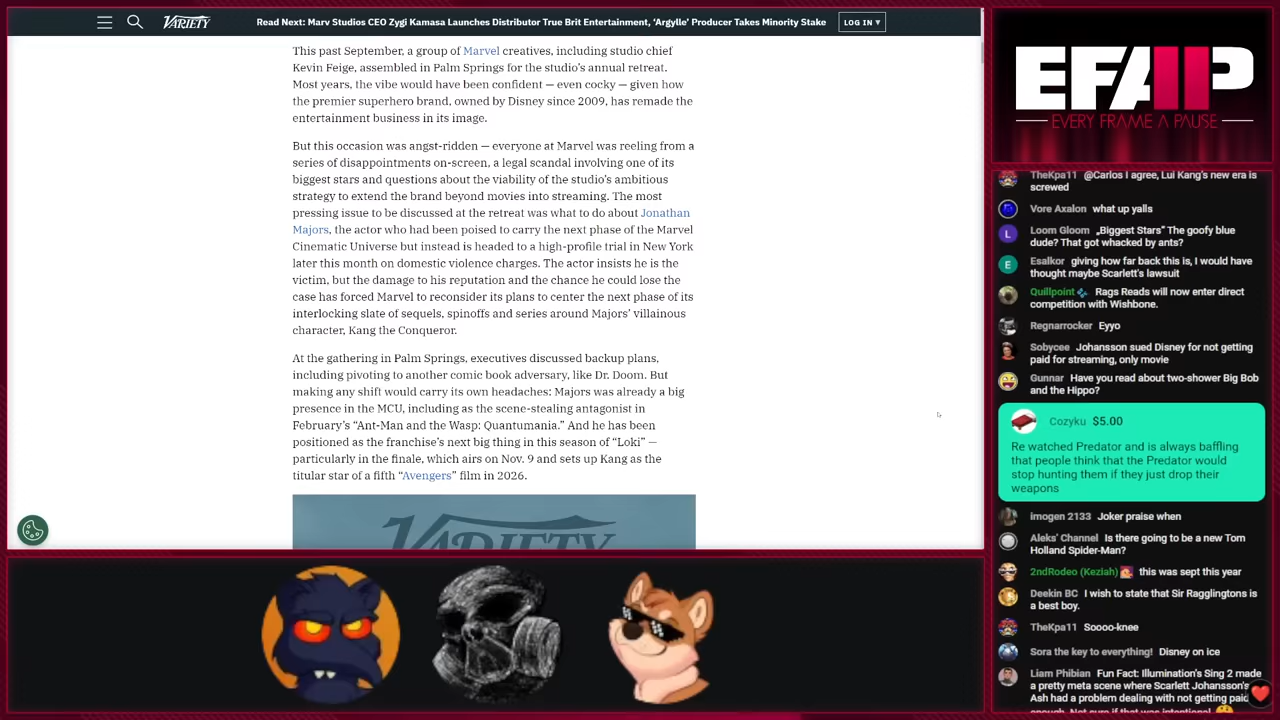 VARIETY
Read Next: Marv Studios CEO Zygi Kamasa Launches Distributor True Brit Entertainment, ‘Argylle’ Producer Takes Minority Stake
LOG IN ▾
This past September, a group of Marvel creatives, including studio chief
Kevin Feige, assembled in Palm Springs for the studio’s annual retreat.
Most years, the vibe would have been confident — even cocky — given how
the premier superhero brand, owned by Disney since 2009, has remade the
entertainment business in its image.
But this occasion was angst-ridden — everyone at Marvel was reeling from a
series of disappointments on-screen, a legal scandal involving one of its
biggest stars and questions about the viability of the studio’s ambitious
strategy to extend the brand beyond movies into streaming. The most
pressing issue to be discussed at the retreat was what to do about Jonathan
Majors, the actor who had been poised to carry the next phase of the Marvel
Cinematic Universe but instead is headed to a high-profile trial in New York
later this month on domestic violence charges. The actor insists he is the
victim, but the damage to his reputation and the chance he could lose the
case has forced Marvel to reconsider its plans to center the next phase of its
interlocking slate of sequels, spinoffs and series around Majors’ villainous
character, Kang the Conqueror.
At the gathering in Palm Springs, executives discussed backup plans,
including pivoting to another comic book adversary, like Dr. Doom. But
making any shift would carry its own headaches: Majors was already a big
presence in the MCU, including as the scene-stealing antagonist in
February’s “Ant-Man and the Wasp: Quantumania.” And he has been
positioned as the franchise’s next big thing in this season of “Loki” —
particularly in the finale, which airs on Nov. 9 and sets up Kang as the
titular star of a fifth “Avengers” film in 2026.
VARIETY
EFAP
EVERY FRAME A PAUSE
TheKpa11 @Carlos I agree, Lui Kang's new era is
screwed
Vore Axalon what up yalls
Loom Gloom „Biggest Stars” The goofy blue
dude? That got whacked by ants?
Esalkor giving how far back this is, I would have
thought maybe Scarlett's lawsuit
Quillpoint Rags Reads will now enter direct
competition with Wishbone.
Regnarrocker Eyyo
Sobycee Johansson sued Disney for not getting
paid for streaming, only movie
Gunnar Have you read about two-shower Big Bob
and the Hippo?
Cozyku $5.00
Re watched Predator and is always baffling
that people think that the Predator would
stop hunting them if they just drop their
weapons
imogen 2133 Joker praise when
Aleks' Channel Is there going to be a new Tom
Holland Spider-Man?
2ndRodeo (Keziah) this was sept this year
Deekin BC I wish to state that Sir Ragglingtons is
a best boy.
TheKpa11 Soooo-knee
Sora the key to everything! Disney on ice
Liam Phibian Fun Fact: Illumination's Sing 2 made
a pretty meta scene where Scarlett Johansson's
Ash had a problem dealing with not getting paid
enough. Not sure if that was intentional.